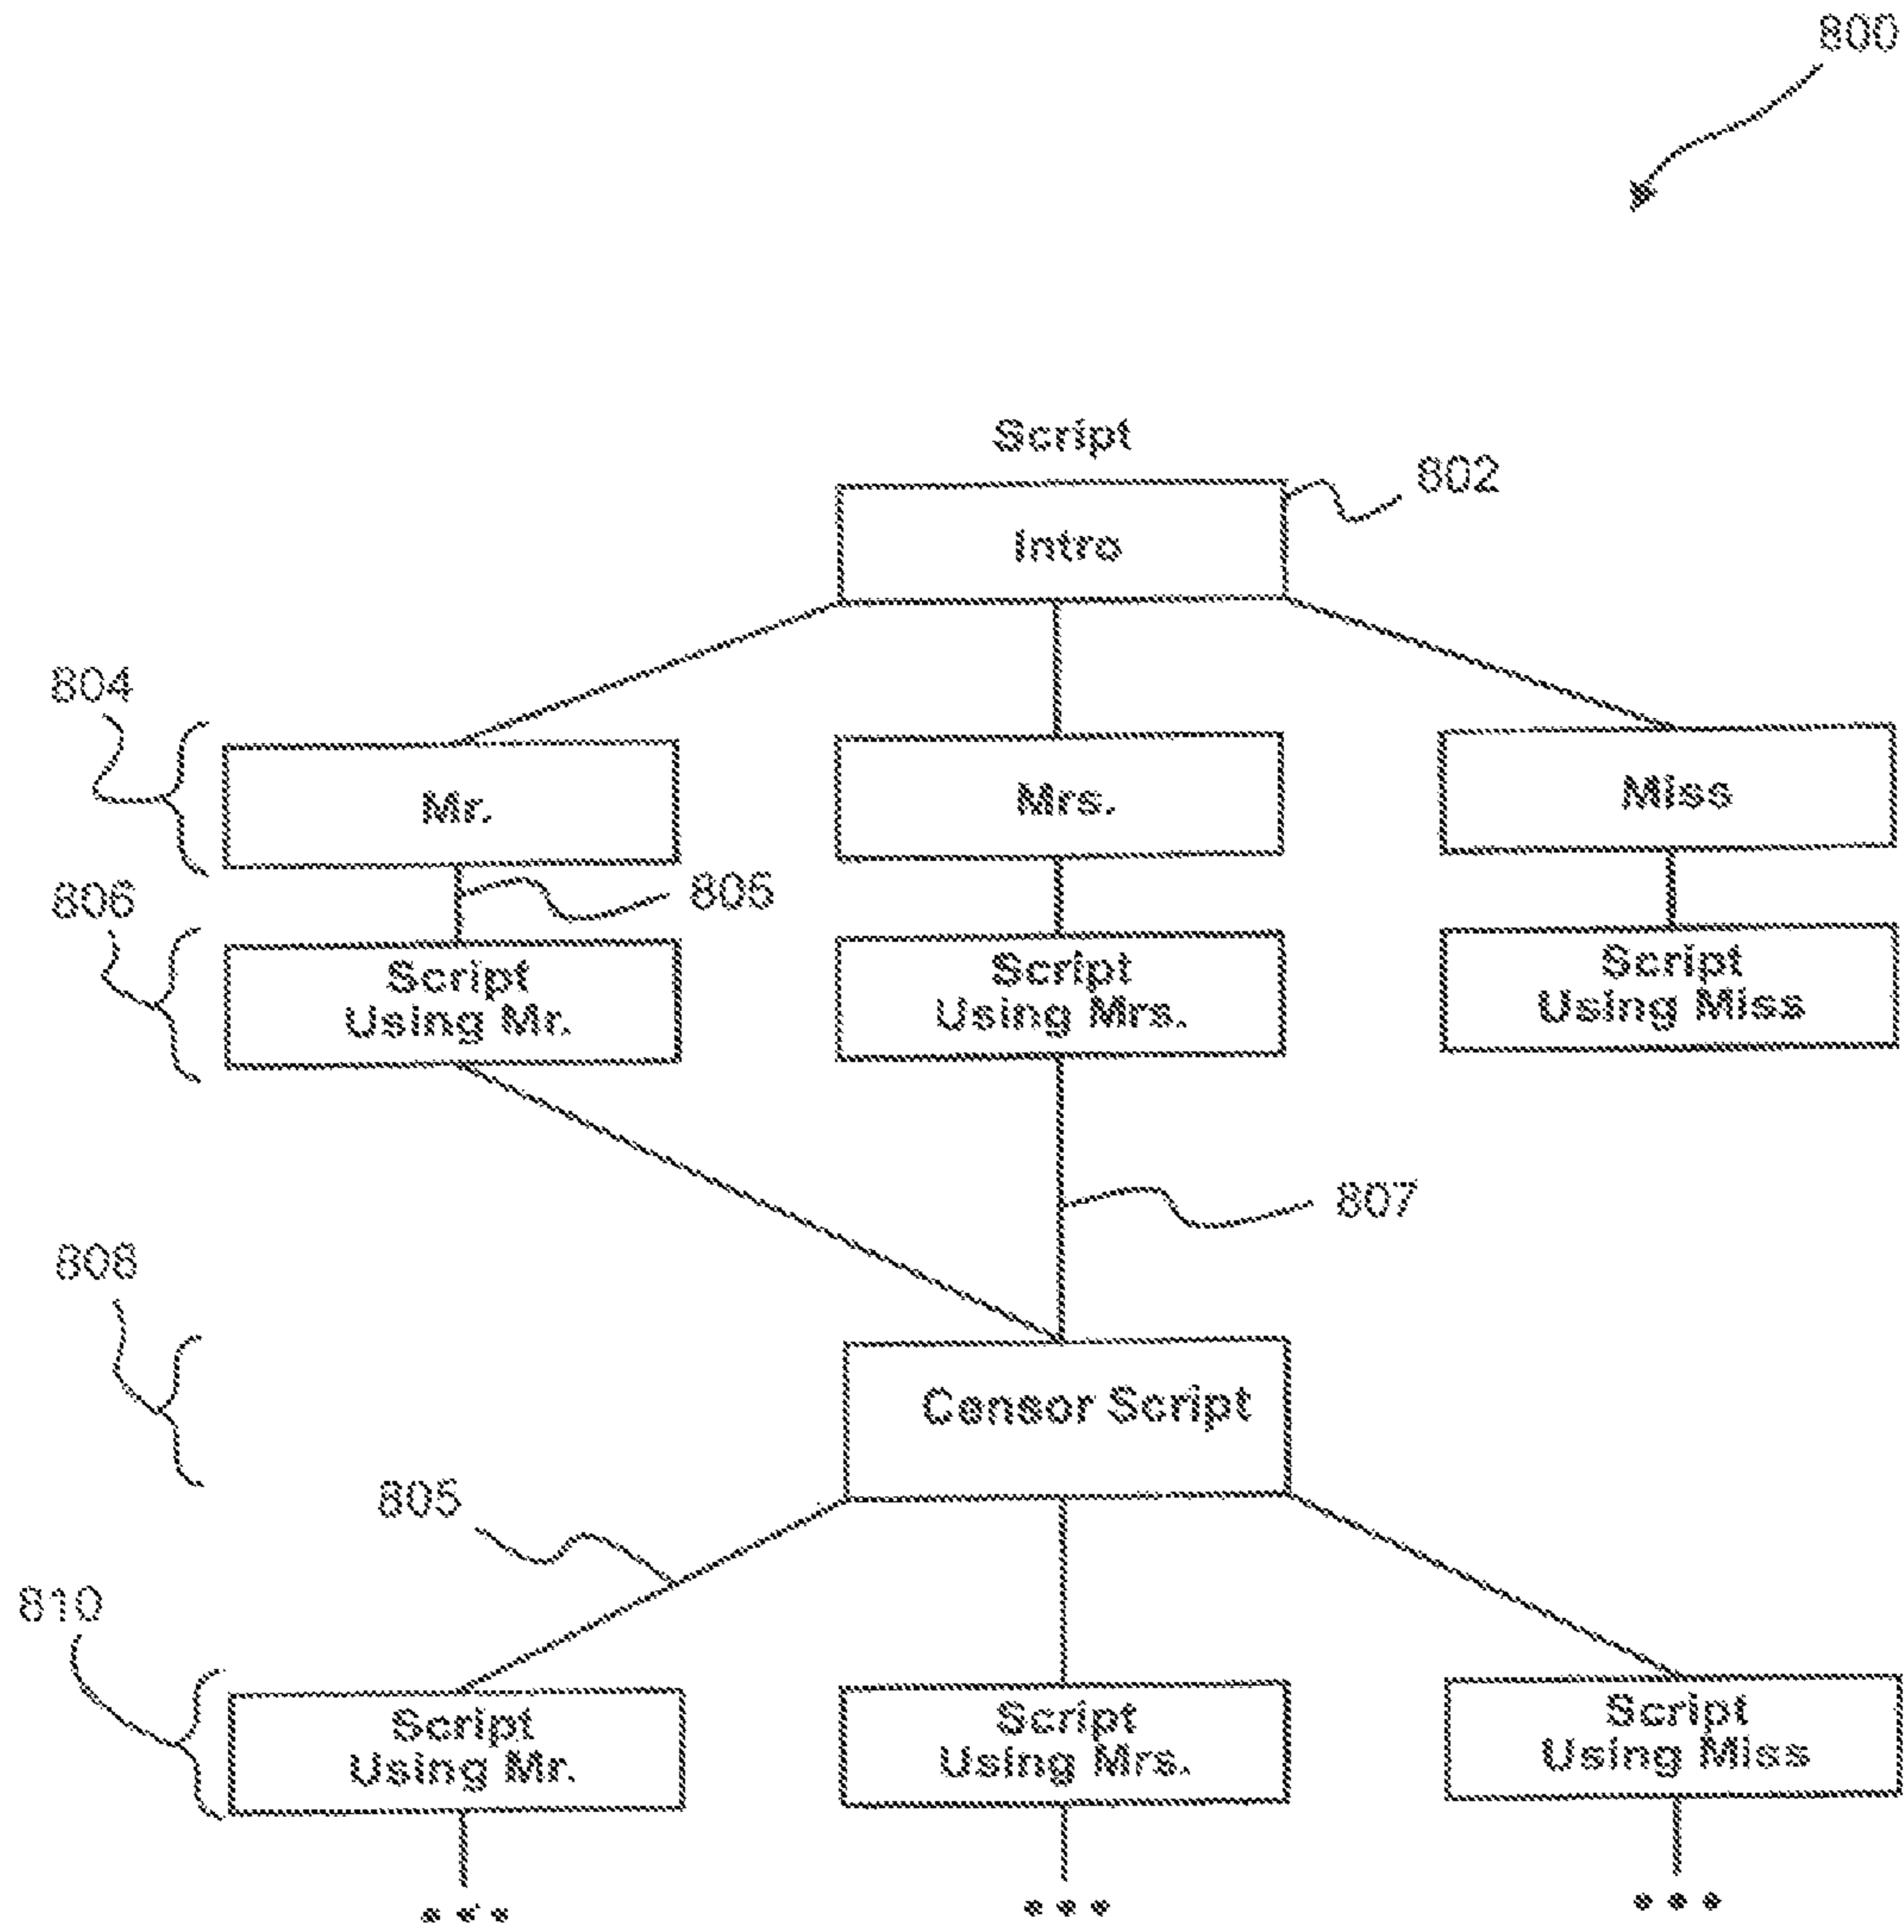 800
Script
802
Intro
804
Mr.
Mrs.
Miss
806
805
Script
Using Mr.
Script
Using Mrs.
Script
Using Miss
807
808
Censor Script
805
810
Script
Using Mr.
Script
Using Mrs.
Script
Using Miss